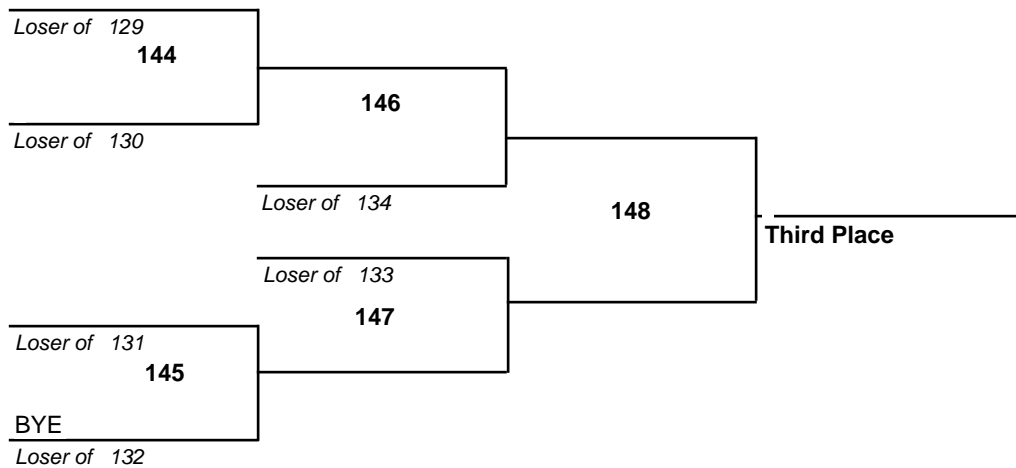 Loser of 129
144
146
Loser of 130
Loser of 134
148
Third Place
Loser of 133
147
Loser of 131
145
BYE
Loser of 132